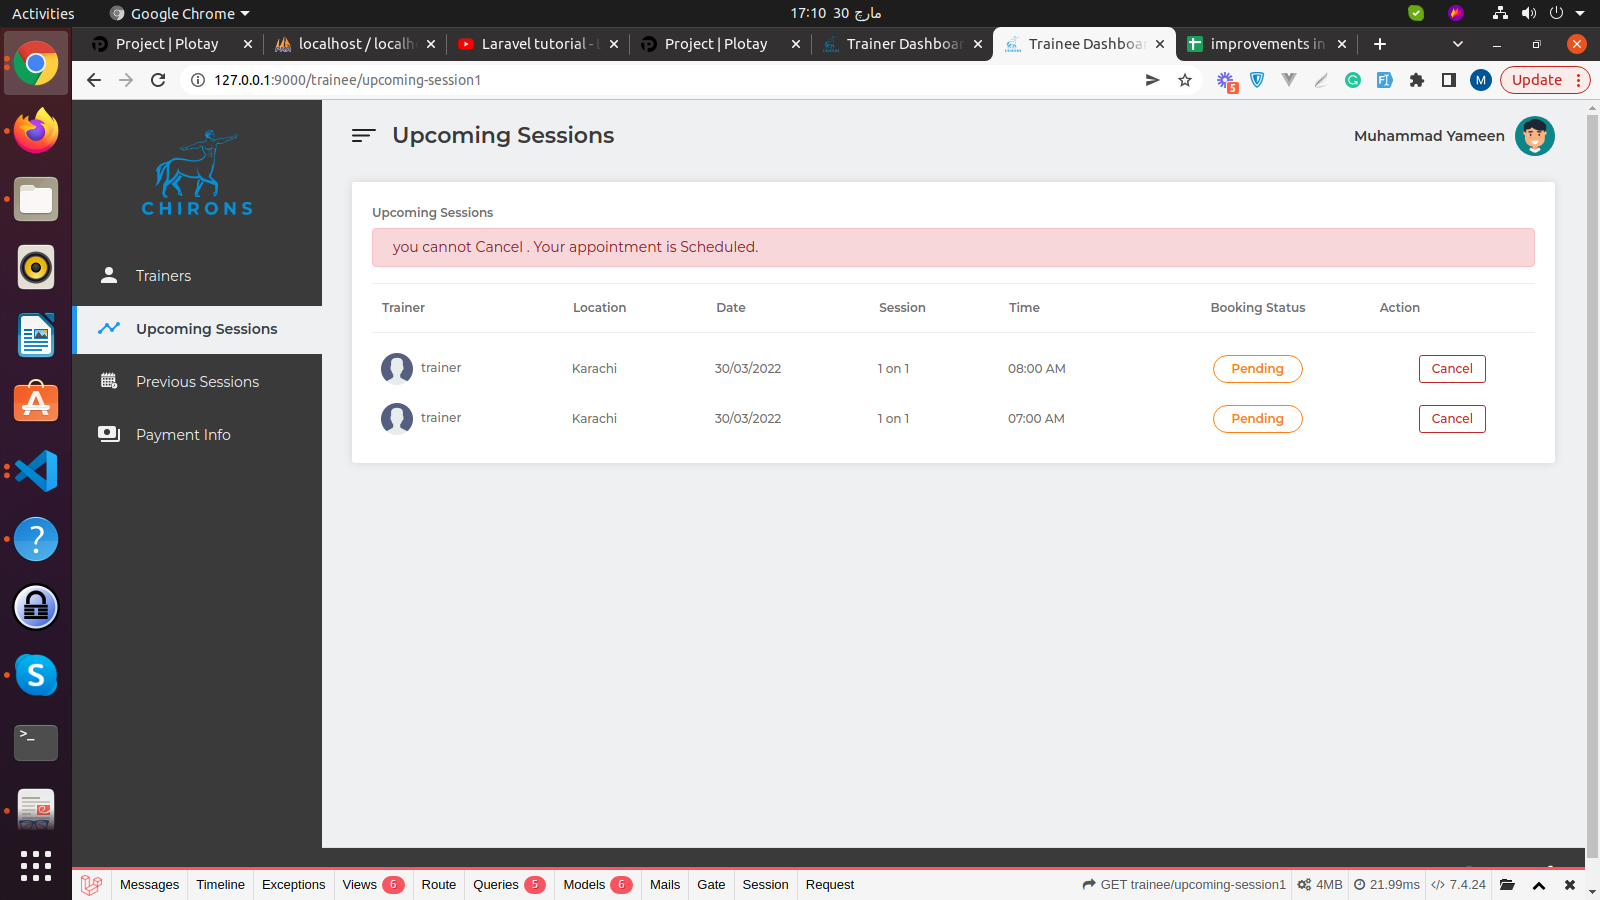 Activities
Google Chrome
17:10 30 مارچ
Project | Plotay
localhost / localh
Laravel tutorial - L
Project | Plotay
Trainer Dashboar
Trainee Dashboar
improvements in
127.0.0.1:9000/trainee/upcoming-session1
5
M
Update
CHIRONS
Upcoming Sessions
Muhammad Yameen
Trainers
Upcoming Sessions
Previous Sessions
Payment Info
Upcoming Sessions
you cannot Cancel . Your appointment is Scheduled.
Trainer Location Date Session Time Booking Status Action
trainer Karachi 30/03/2022 1 on 1 08:00 AM Pending Cancel
trainer Karachi 30/03/2022 1 on 1 07:00 AM Pending Cancel
Messages Timeline Exceptions Views 6 Route Queries 5 Models 6 Mails Gate Session Request GET trainee/upcoming-session1 4MB 21.99ms 7.4.24